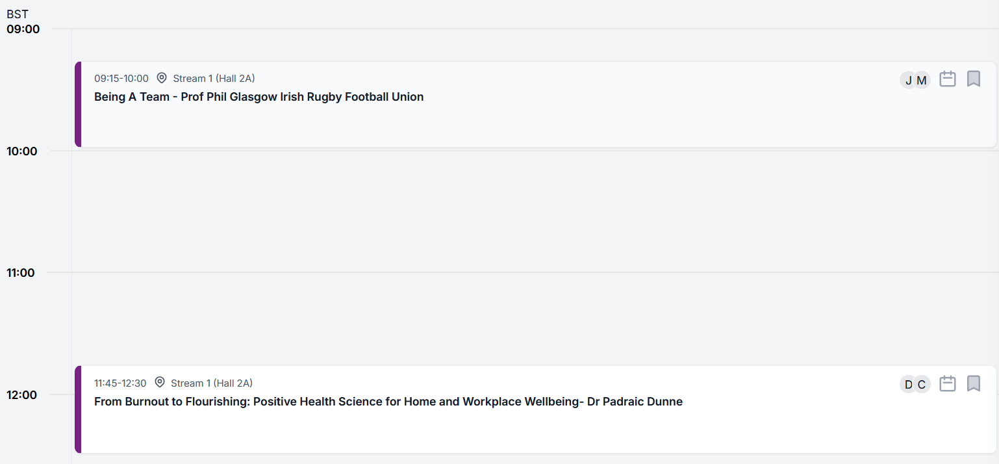 BST
09:00
09:15-10:00 Stream 1 (Hall 2A)
J M
Being A Team - Prof Phil Glasgow Irish Rugby Football Union
10:00
11:00
11:45-12:30 Stream 1 (Hall 2A)
D C
12:00
From Burnout to Flourishing: Positive Health Science for Home and Workplace Wellbeing- Dr Padraic Dunne